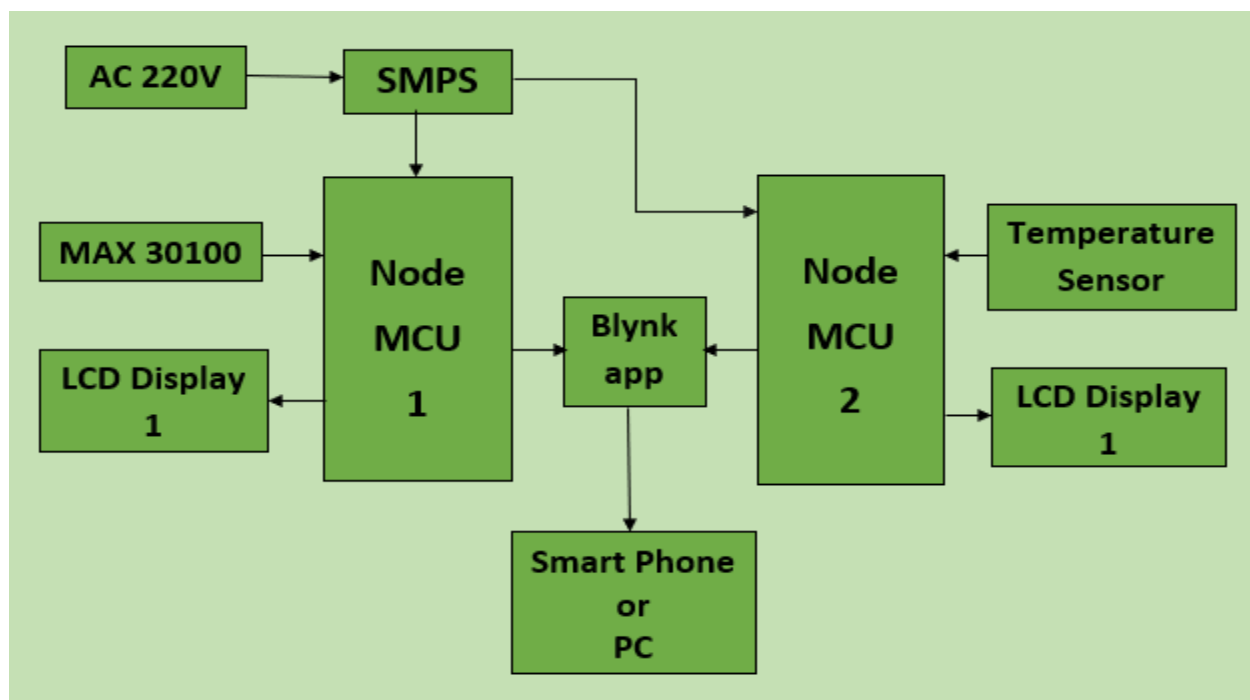 AC 220V
SMPS
MAX 30100
Node
MCU
1
LCD Display
1
Blynk
app
Node
MCU
2
Temperature
Sensor
LCD Display
1
Smart Phone
or
PC